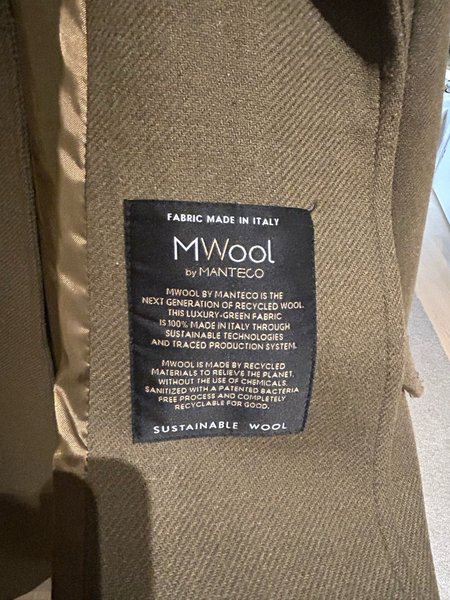 FABRIC MADE IN ITALY
MWool
by MANTECO
MWOOL BY MANTECO IS THE
NEXT GENERATION OF RECYCLED WOOL.
THIS LUXURY-GREEN FABRIC
IS 100% MADE IN ITALY THROUGH
SUSTAINABLE TECHNOLOGIES
AND TRACED PRODUCTION SYSTEM.
MWOOL IS MADE BY RECYCLED
MATERIALS TO RELIEVE THE PLANET.
WITHOUT THE USE OF CHEMICALS.
SANITIZED WITH A PATENTED BACTERIA
FREE PROCESS AND COMPLETELY
RECYCLABLE FOR GOOD.
SUSTAINABLE WOOL